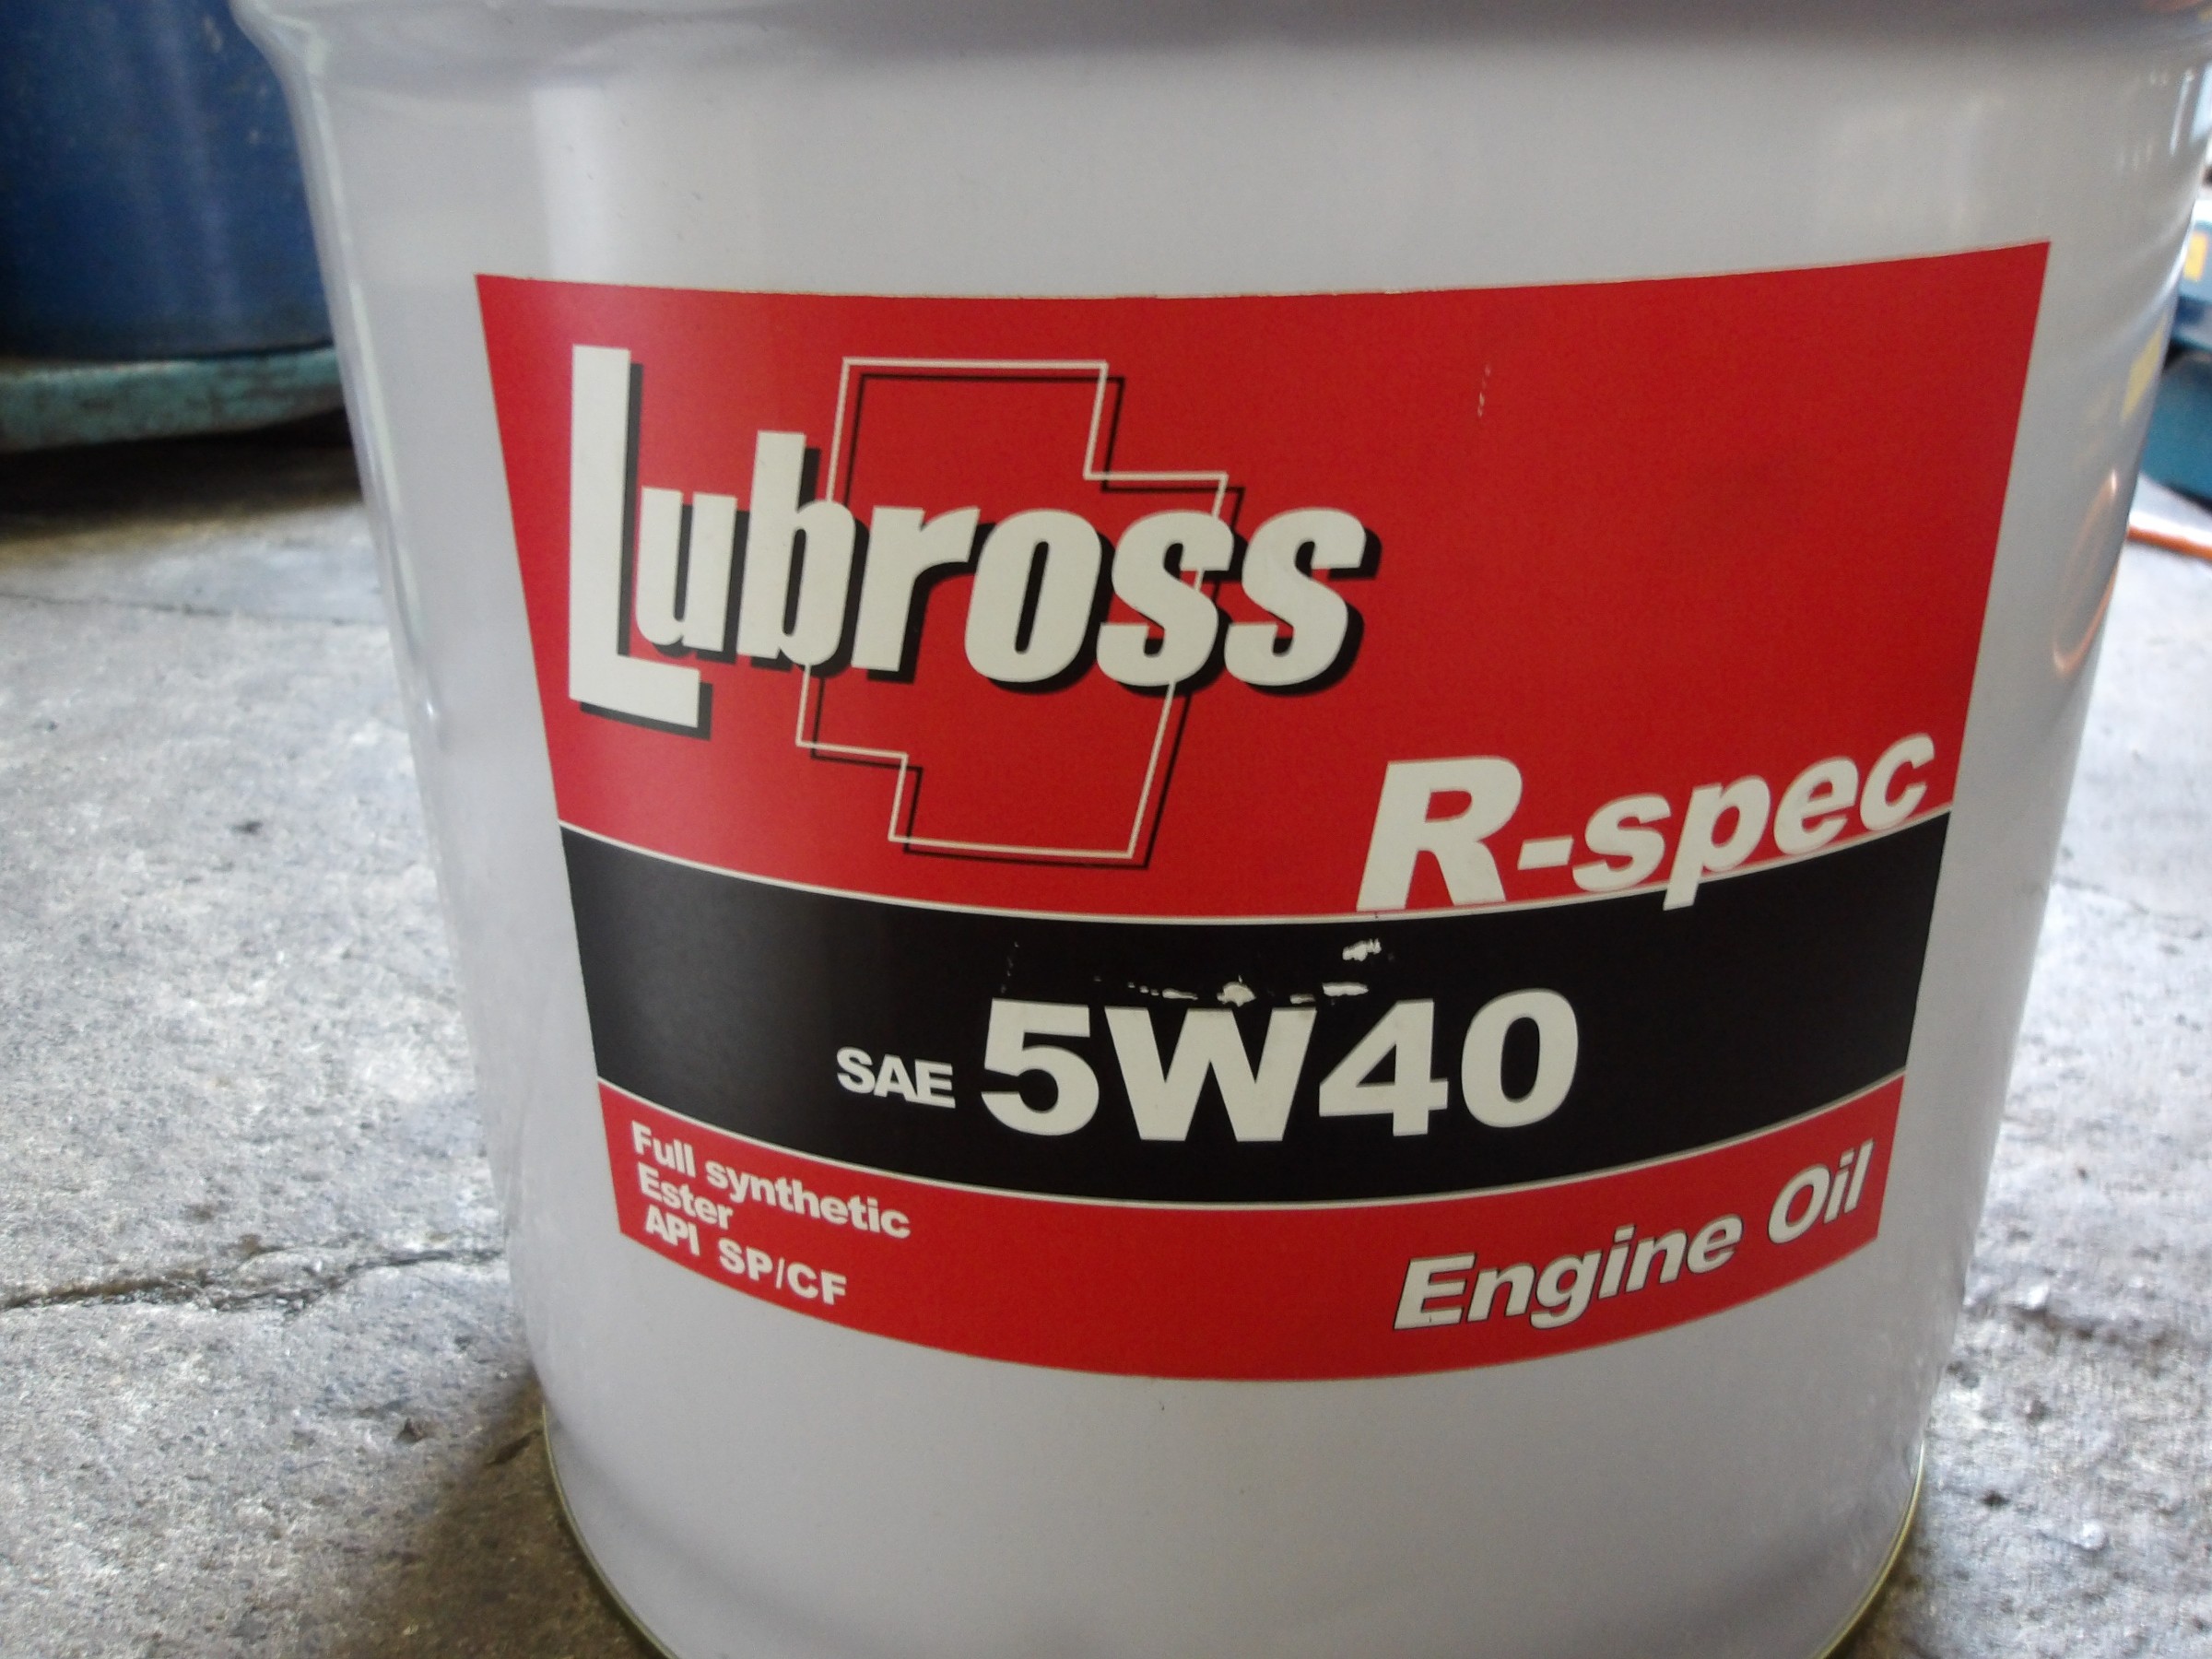 Lubross
R-spec
SAE 5W40
Full synthetic
Ester
API SP/CF
Engine Oil